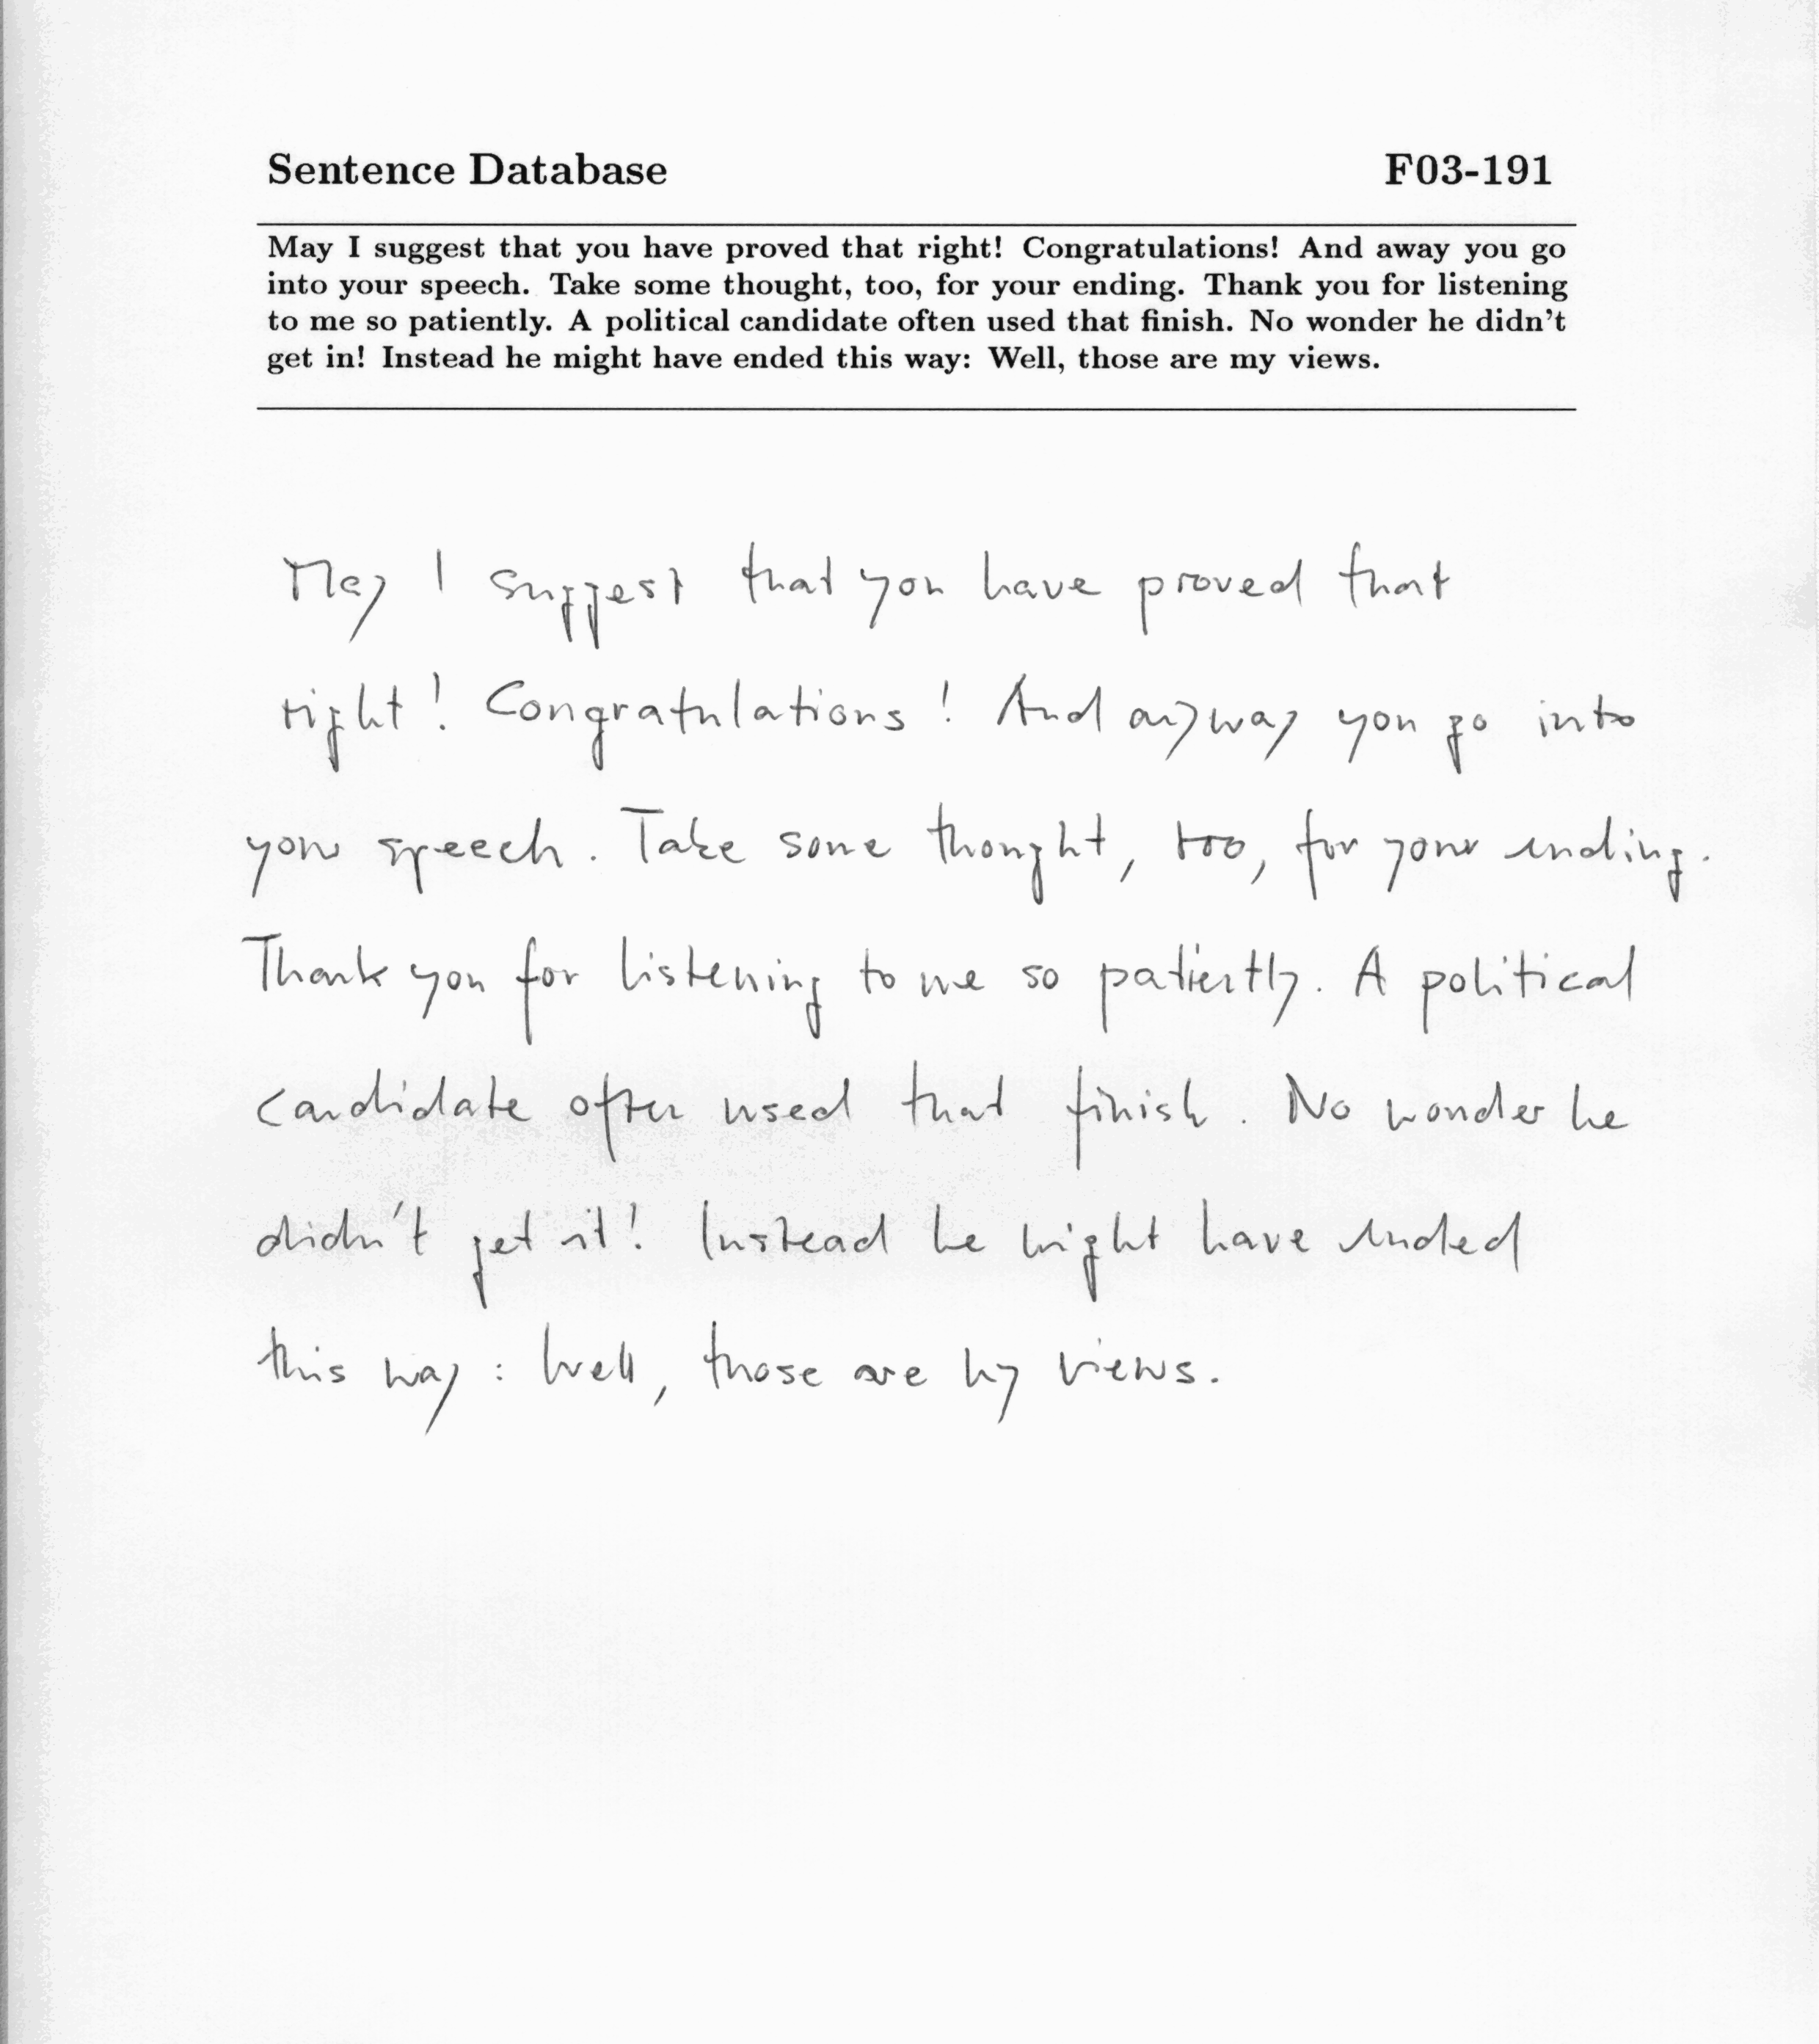 Sentence Database F03-191
May I suggest that you have proved that right! Congratulations! And away you go
into your speech. Take some thought, too, for your ending. Thank you for listening
to me so patiently. A political candidate often used that finish. No wonder he didn't
get in! Instead he might have ended this way: Well, those are my views.
May I suggest that you have proved that
right! Congratulations! And anyway you go into
your speech. Take some thought, too, for your ending.
Thank you for listening to me so patiently. A political
candidate often used that finish. No wonder he
didn't get it! Instead he might have ended
this way: Well, those are my views.